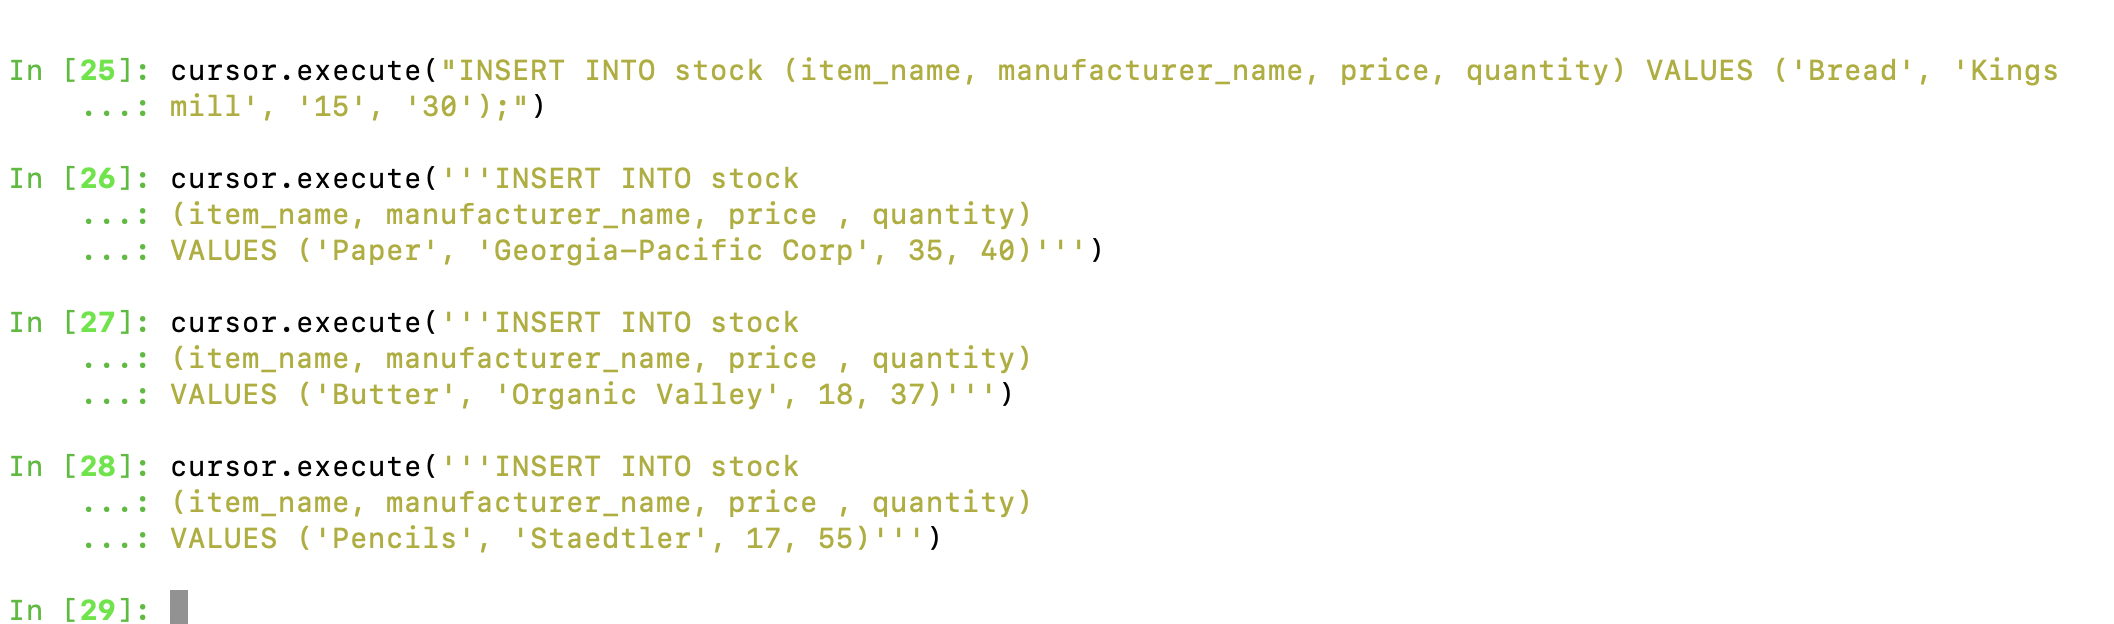 In [25]: cursor.execute("INSERT INTO stock (item_name, manufacturer_name, price, quantity) VALUES ('Bread', 'Kings
...: mill', '15', '30');")
In [26]: cursor.execute('''INSERT INTO stock
...: (item_name, manufacturer_name, price , quantity)
...: VALUES ('Paper', 'Georgia-Pacific Corp', 35, 40)''')
In [27]: cursor.execute('''INSERT INTO stock
...: (item_name, manufacturer_name, price , quantity)
...: VALUES ('Butter', 'Organic Valley', 18, 37)''')
In [28]: cursor.execute('''INSERT INTO stock
...: (item_name, manufacturer_name, price , quantity)
...: VALUES ('Pencils', 'Staedtler', 17, 55)''')
In [29]: